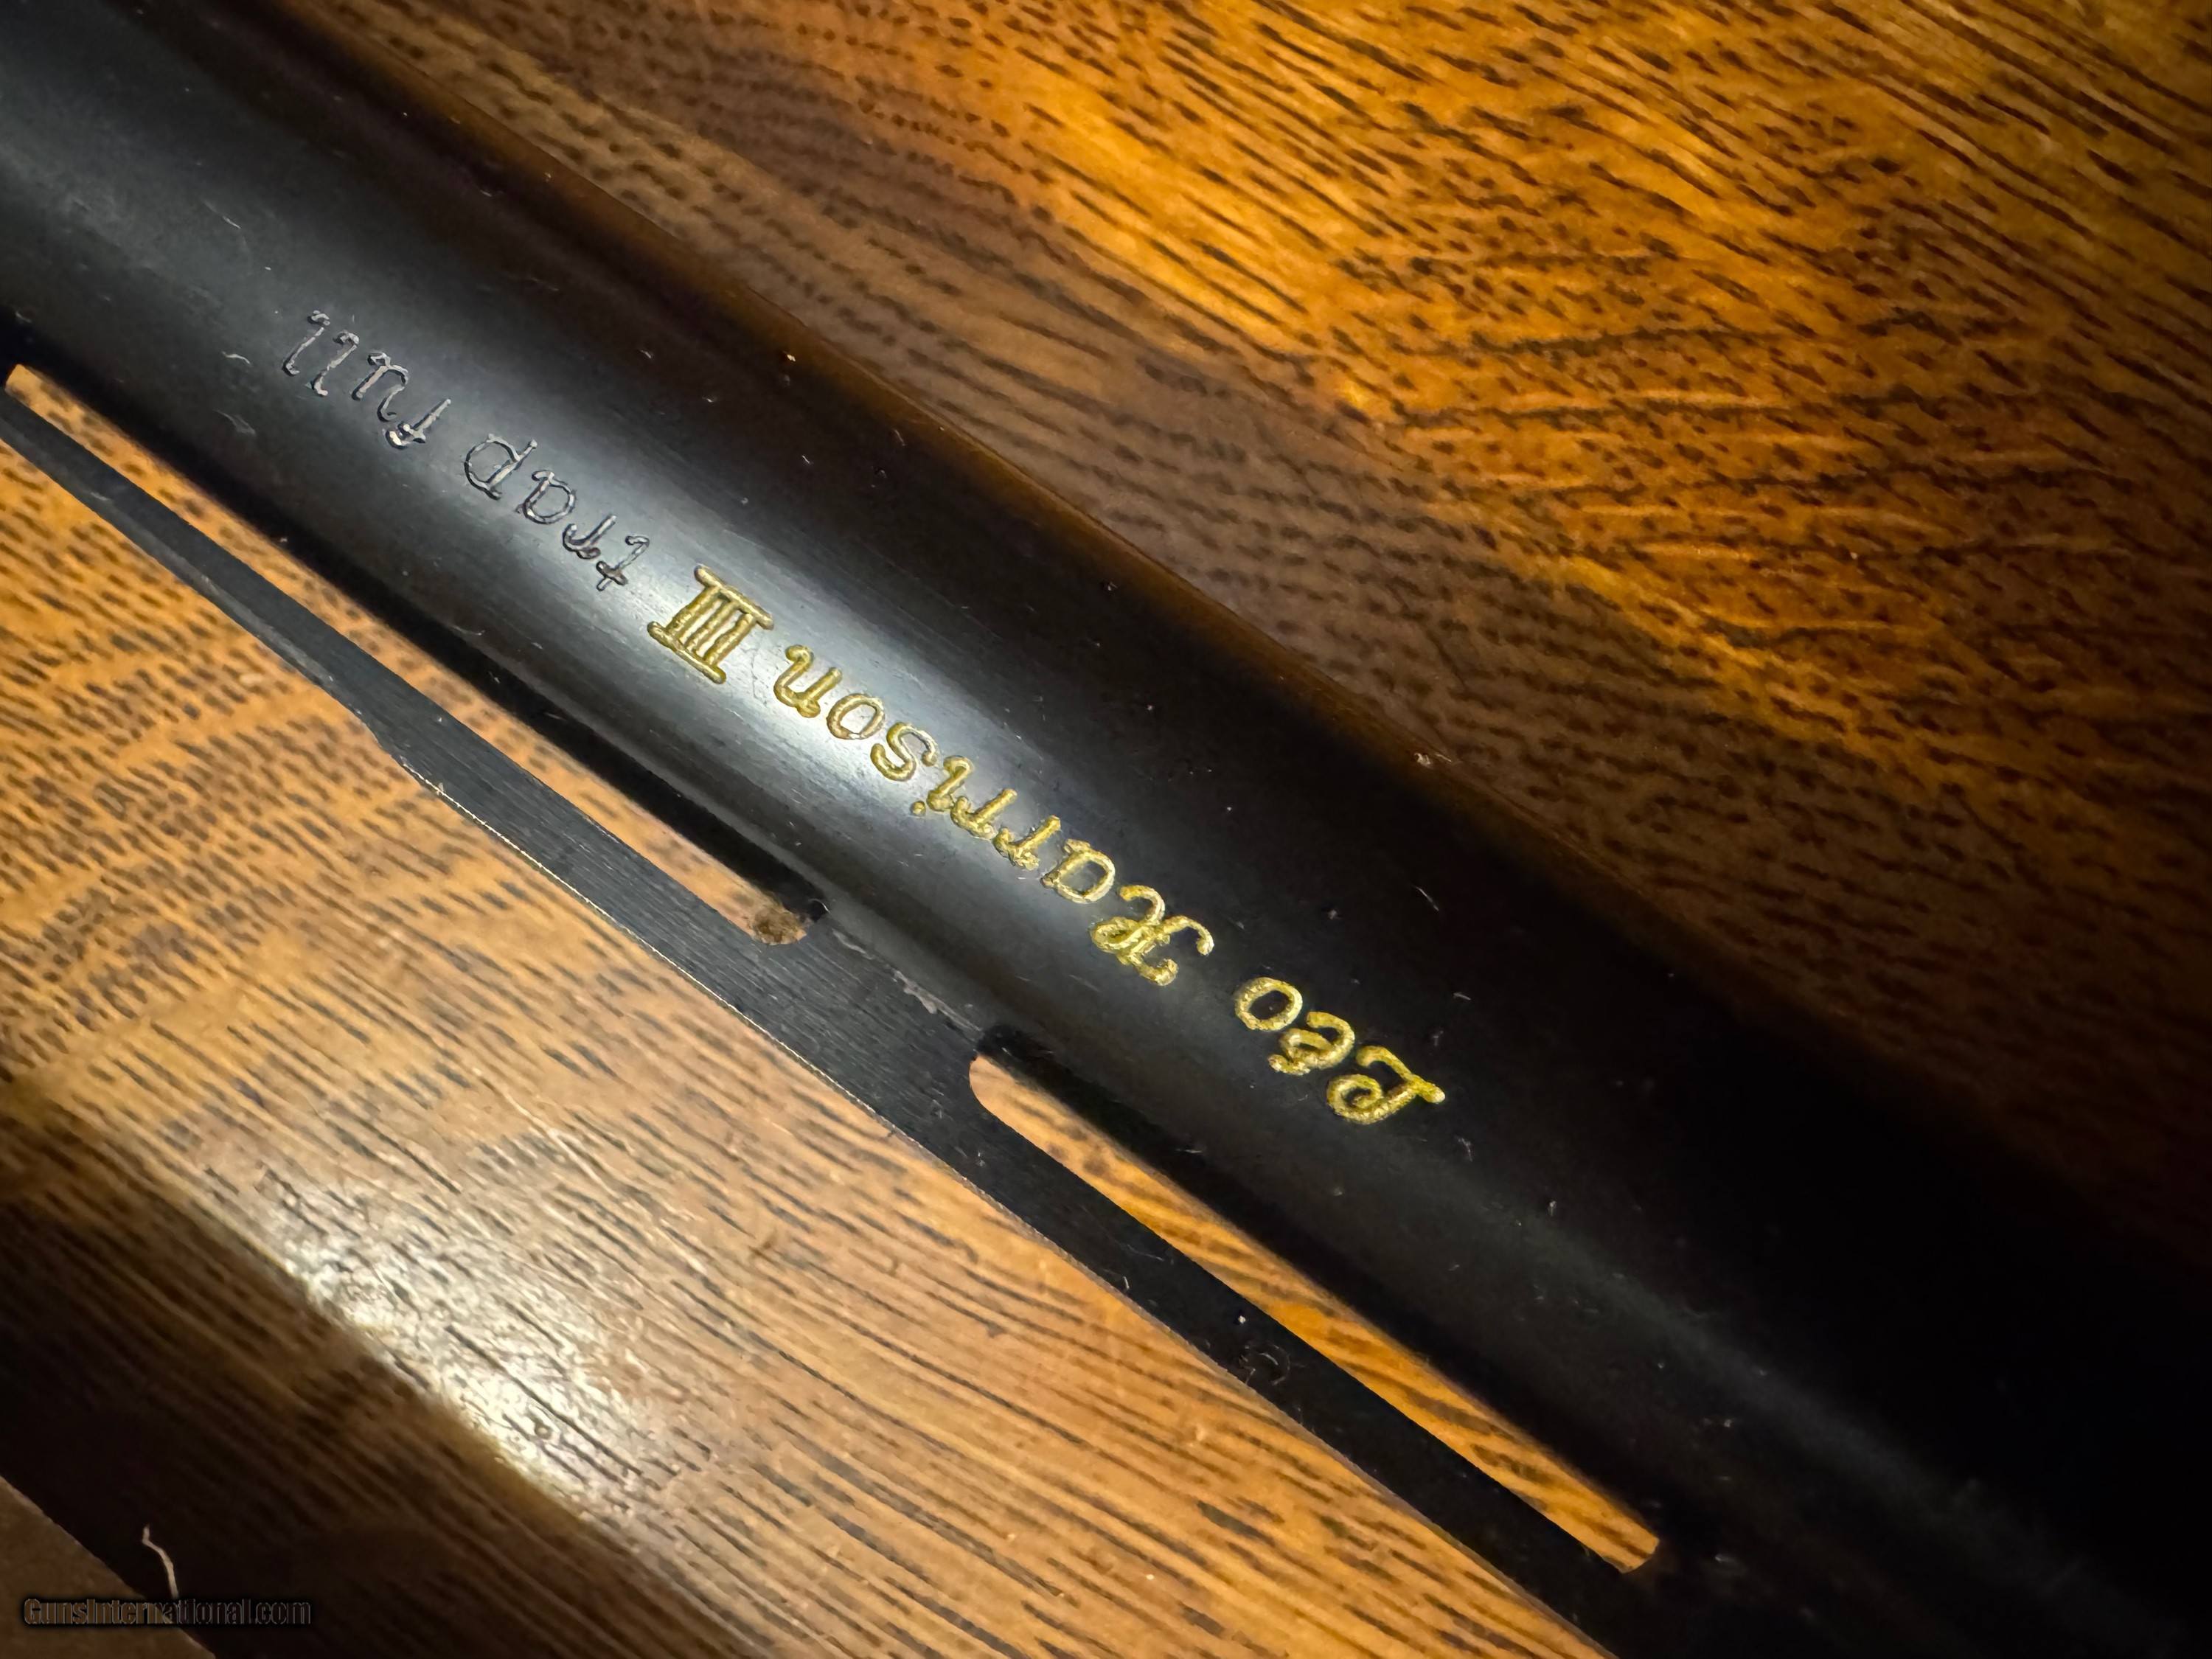 Leo Harrison III trap full
GunsInternational.com